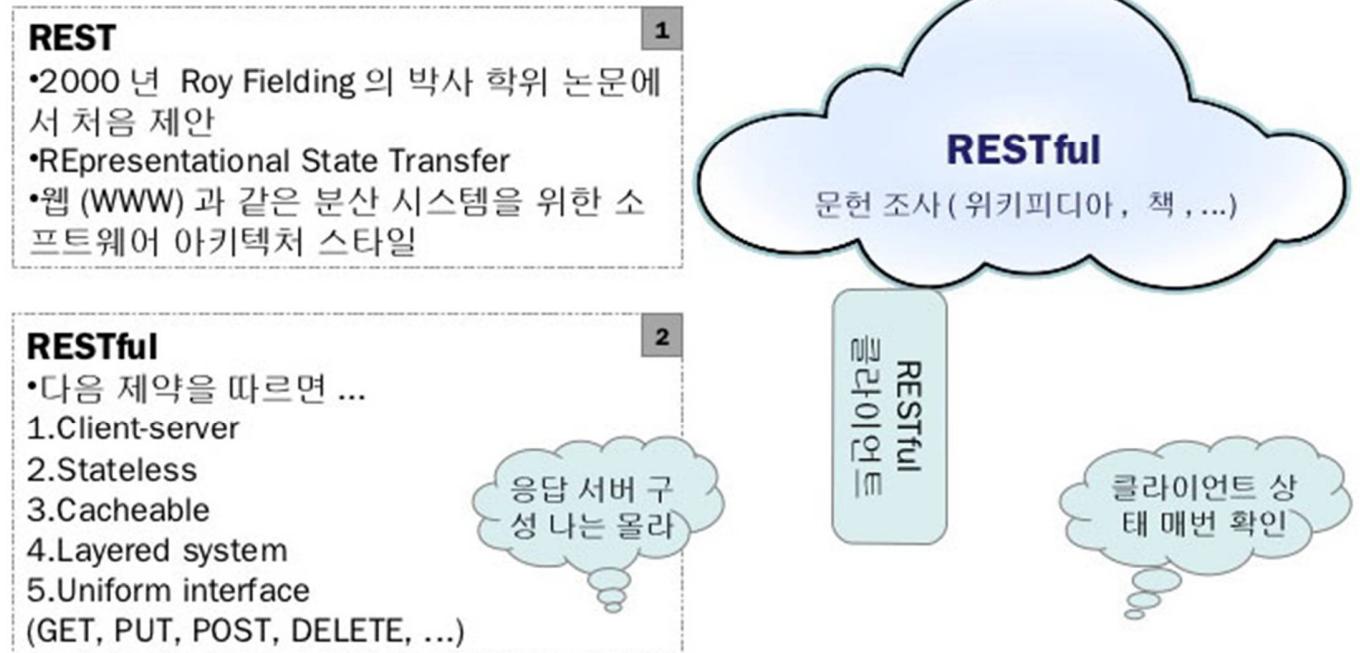 REST
1
•2000 년 Roy Fielding 의 박사 학위 논문에
서 처음 제안
•REpresentational State Transfer
•웹 (WWW) 과 같은 분산 시스템을 위한 소
프트웨어 아키텍처 스타일
RESTful
문헌 조사 ( 위키피디아 , 책 , ...)
RESTful
2
•다음 제약을 따르면 ...
1.Client-server
2.Stateless
3.Cacheable
4.Layered system
5.Uniform interface
(GET, PUT, POST, DELETE, ...)
응답 서버 구
성 나는 몰라
RESTful
클라이언트
클라이언트 상
태 매번 확인